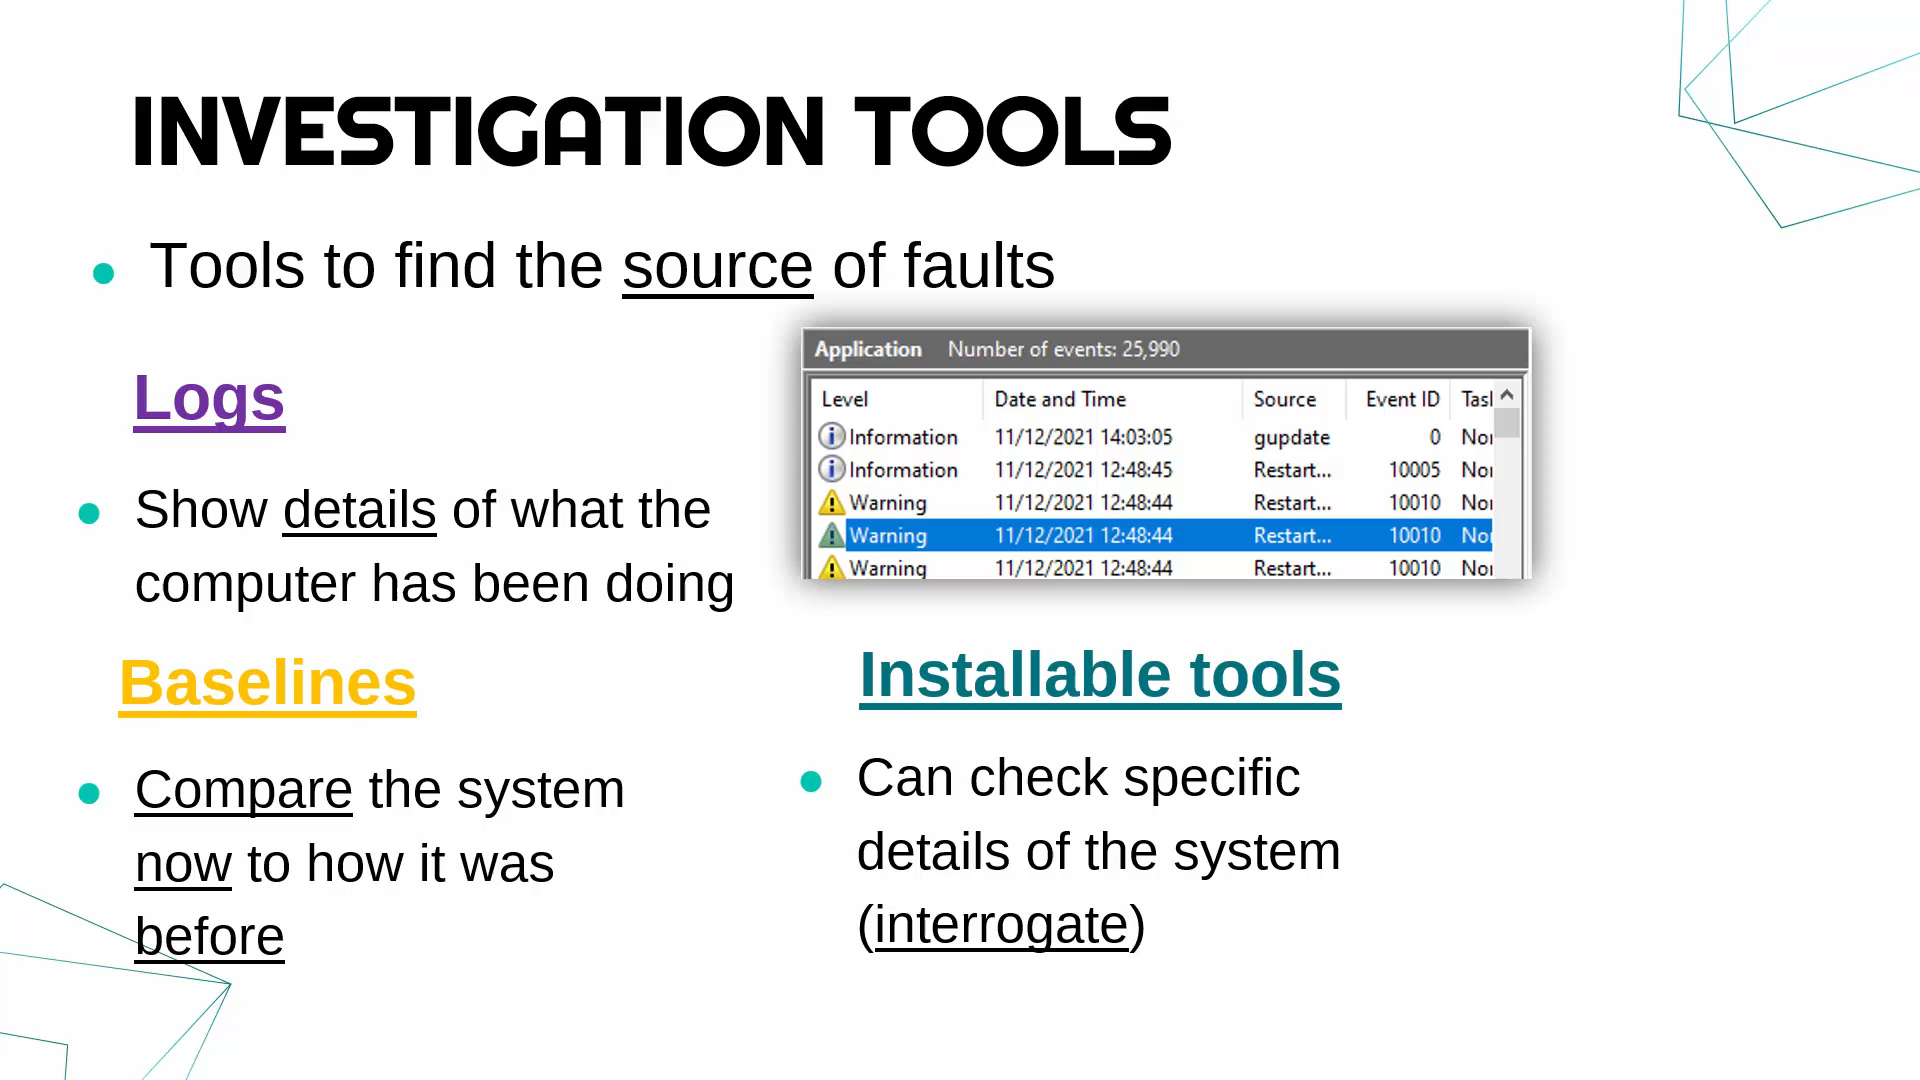 INVESTIGATION TOOLS
Tools to find the source of faults
Logs
Show details of what the
computer has been doing
Application Number of events: 25,990
Level Date and Time Source Event ID
Information 11/12/2021 14:03:05 gupdate 0
Information 11/12/2021 12:48:45 Restart... 10005
Warning 11/12/2021 12:48:44 Restart... 10010
Warning 11/12/2021 12:48:44 Restart... 10010
Warning 11/12/2021 12:48:44 Restart... 10010
Baselines
Compare the system
now to how it was
before
Installable tools
Can check specific
details of the system
(interrogate)